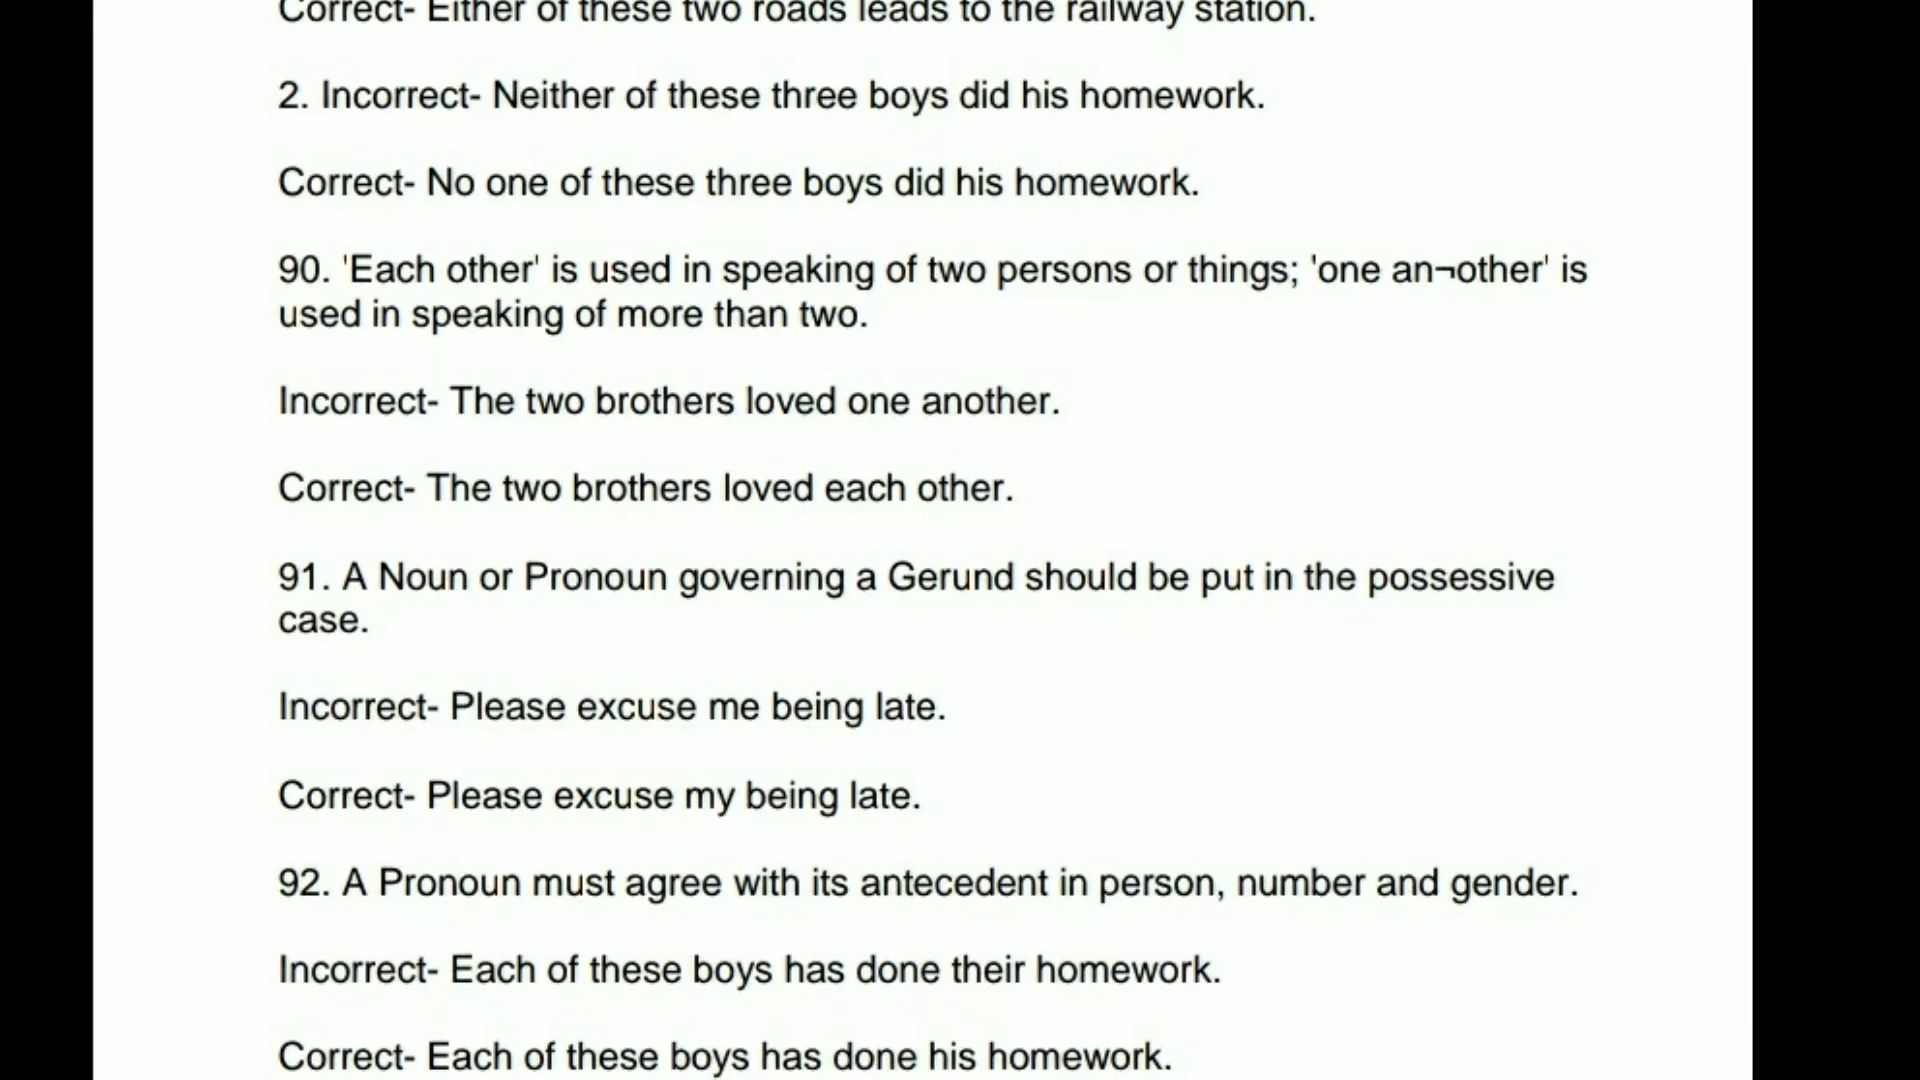 Correct- Either of these two roads leads to the railway station.
2. Incorrect- Neither of these three boys did his homework.
Correct- No one of these three boys did his homework.
90. 'Each other' is used in speaking of two persons or things; 'one an¬other' is
used in speaking of more than two.
Incorrect- The two brothers loved one another.
Correct- The two brothers loved each other.
91. A Noun or Pronoun governing a Gerund should be put in the possessive
case.
Incorrect- Please excuse me being late.
Correct- Please excuse my being late.
92. A Pronoun must agree with its antecedent in person, number and gender.
Incorrect- Each of these boys has done their homework.
Correct- Each of these boys has done his homework.